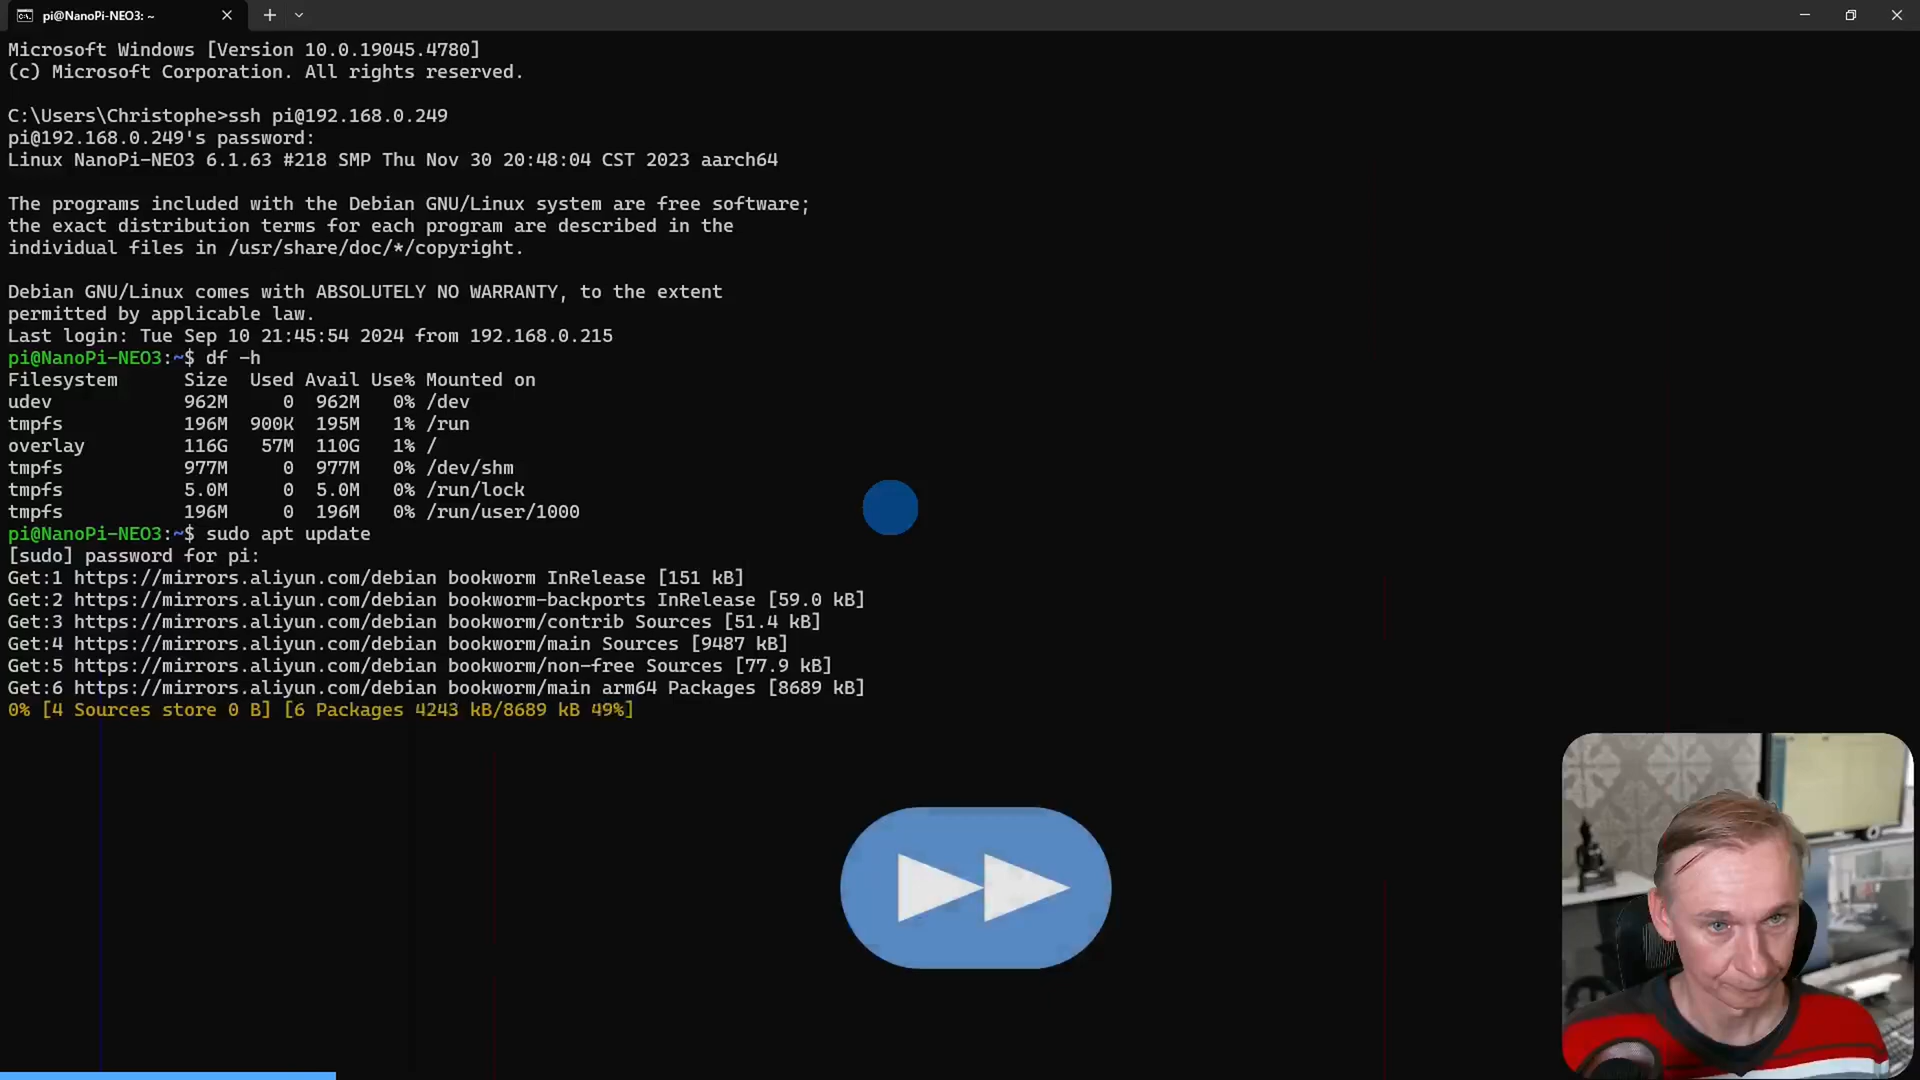 pi@NanoPi-NEO3: ~
Microsoft Windows [Version 10.0.19045.4780]
(c) Microsoft Corporation. All rights reserved.
C:\Users\Christophe>ssh pi@192.168.0.249
pi@192.168.0.249's password:
Linux NanoPi-NEO3 6.1.63 #218 SMP Thu Nov 30 20:48:04 CST 2023 aarch64
The programs included with the Debian GNU/Linux system are free software;
the exact distribution terms for each program are described in the
individual files in /usr/share/doc/*/copyright.
Debian GNU/Linux comes with ABSOLUTELY NO WARRANTY, to the extent
permitted by applicable law.
Last login: Tue Sep 10 21:45:54 2024 from 192.168.0.215
pi@NanoPi-NEO3:~$ df -h
Filesystem      Size  Used Avail Use% Mounted on
udev            962M     0  962M   0% /dev
tmpfs           196M  900K  195M   1% /run
overlay         116G   57M  110G   1% /
tmpfs           977M     0  977M   0% /dev/shm
tmpfs           5.0M     0  5.0M   0% /run/lock
tmpfs           196M     0  196M   0% /run/user/1000
pi@NanoPi-NEO3:~$ sudo apt update
[sudo] password for pi:
Get:1 https://mirrors.aliyun.com/debian bookworm InRelease [151 kB]
Get:2 https://mirrors.aliyun.com/debian bookworm-backports InRelease [59.0 kB]
Get:3 https://mirrors.aliyun.com/debian bookworm/contrib Sources [51.4 kB]
Get:4 https://mirrors.aliyun.com/debian bookworm/main Sources [9487 kB]
Get:5 https://mirrors.aliyun.com/debian bookworm/non-free Sources [77.9 kB]
Get:6 https://mirrors.aliyun.com/debian bookworm/main arm64 Packages [8689 kB]
0% [4 Sources store 0 B] [6 Packages 4243 kB/8689 kB 49%]